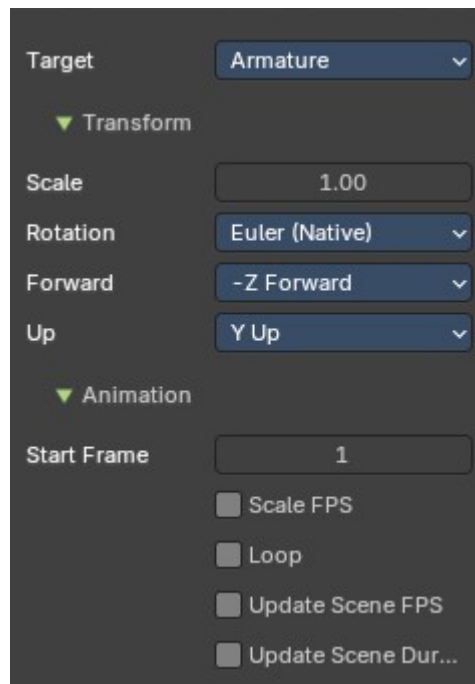 Target Armature
Transform
Scale 1.00
Rotation Euler (Native)
Forward -Z Forward
Up Y Up
Animation
Start Frame 1
Scale FPS
Loop
Update Scene FPS
Update Scene Dur...